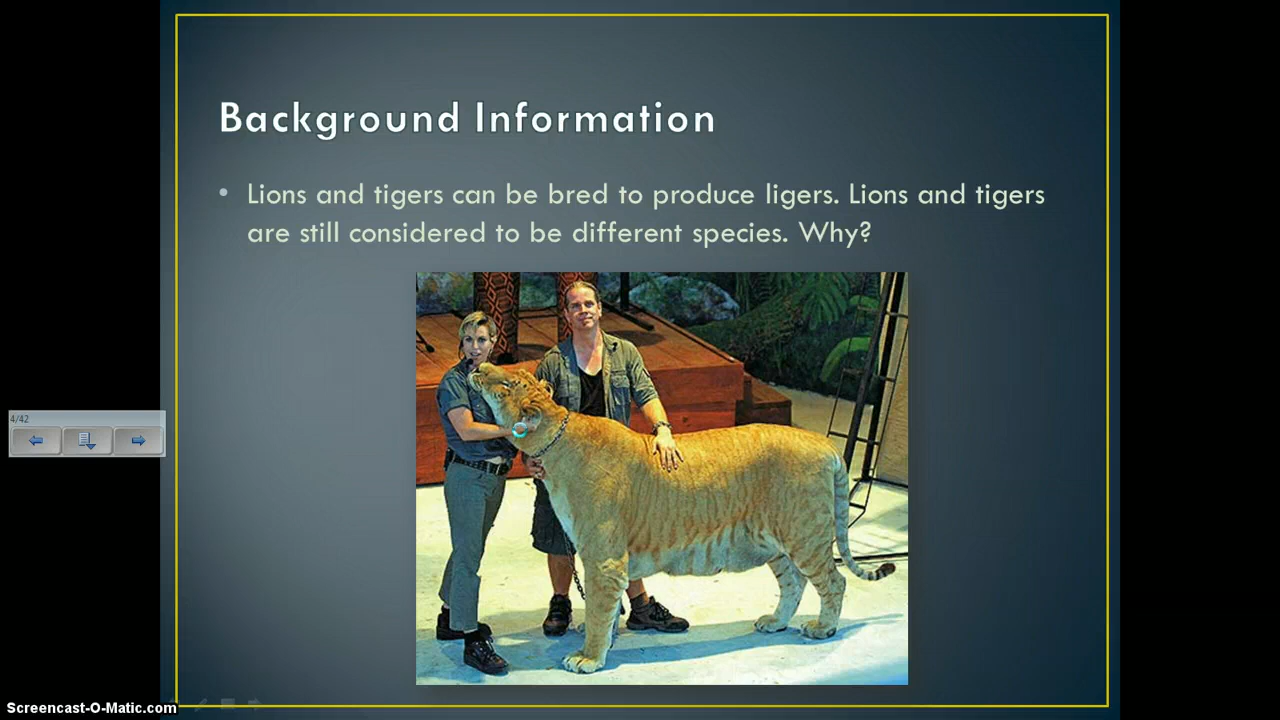 Background Information
• Lions and tigers can be bred to produce ligers. Lions and tigers
are still considered to be different species. Why?
4/42
Screencast-O-Matic.com